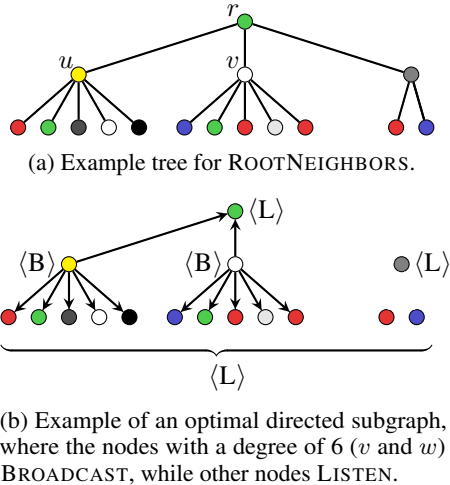 r
u
v
(a) Example tree for ROOTNEIGHBORS.
⟨L⟩
⟨B⟩ ⟨B⟩ ⟨L⟩
⟨L⟩
(b) Example of an optimal directed subgraph,
where the nodes with a degree of 6 (v and w)
BROADCAST, while other nodes LISTEN.